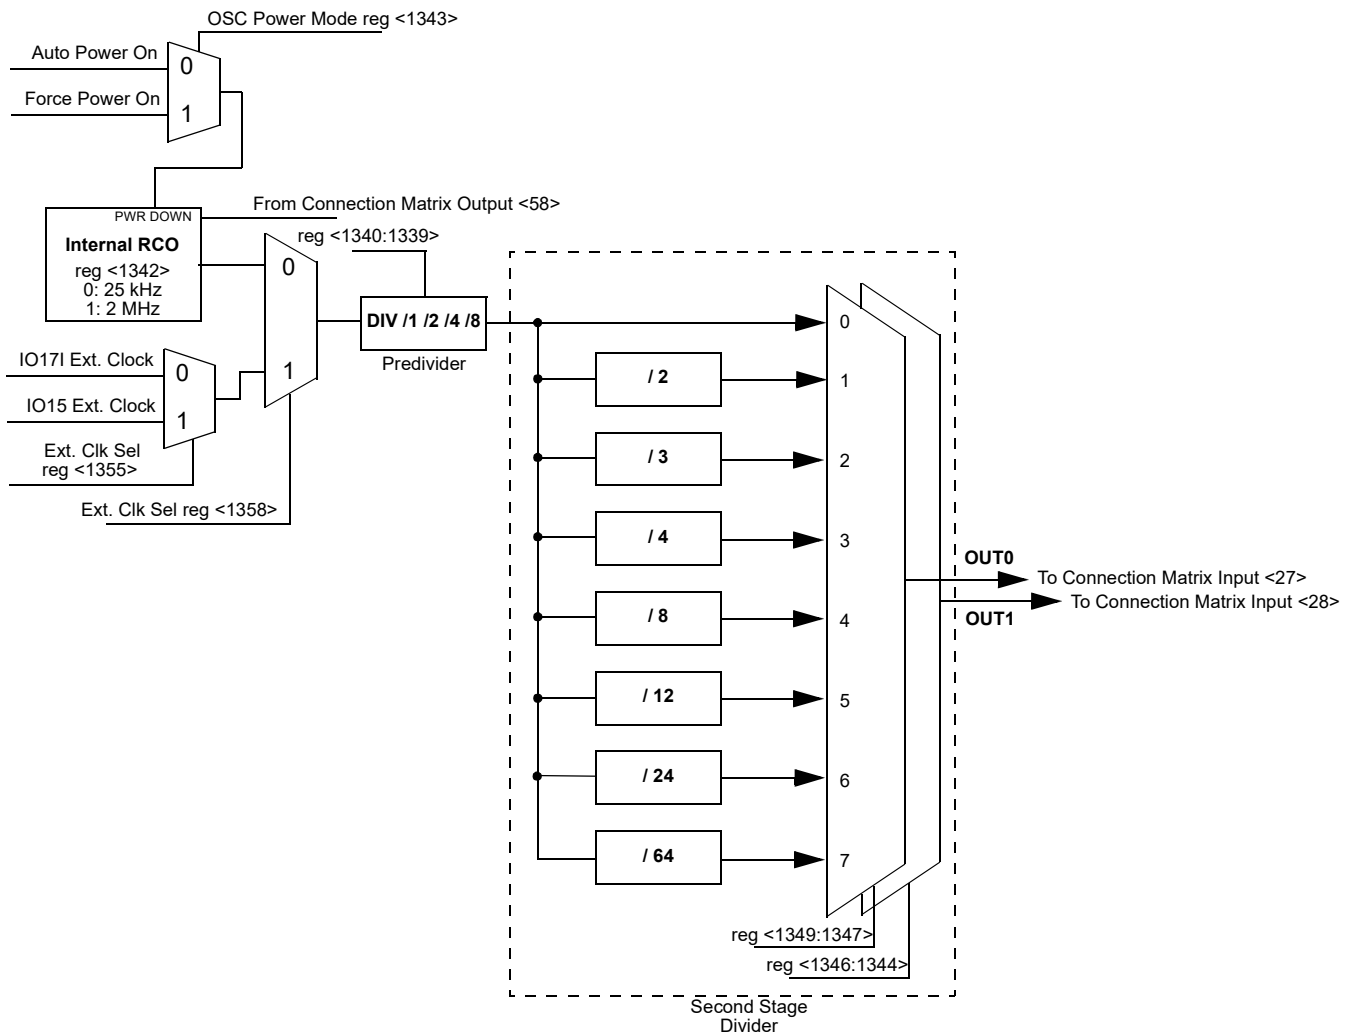 OSC Power Mode reg <1343>
Auto Power On
0
Force Power On
1
PWR DOWN
From Connection Matrix Output <58>
Internal RCO
reg <1342>
0: 25 kHz
1: 2 MHz
reg <1340:1339>
0
DIV /1 /2 /4 /8
Predivider
IO17I Ext. Clock
0
1
IO15 Ext. Clock
1
Ext. Clk Sel
reg <1355>
Ext. Clk Sel reg <1358>
0
/ 2
1
/ 3
2
/ 4
3
/ 8
4
/ 12
5
/ 24
6
/ 64
7
OUT0
To Connection Matrix Input <27>
To Connection Matrix Input <28>
OUT1
reg <1349:1347>
reg <1346:1344>
Second Stage
Divider